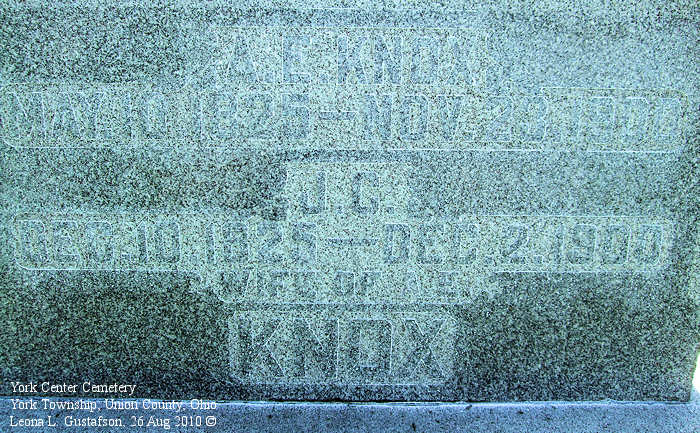 A. E. KNOX
MAY 10, 1825 — NOV. 23, 1900
J. C.
DEC. 10, 1825 — DEC. 2, 1900
WIFE OF A. E.
KNOX
York Center Cemetery
York Township, Union County, Ohio
Leona L. Gustafson, 26 Aug 2010 ©